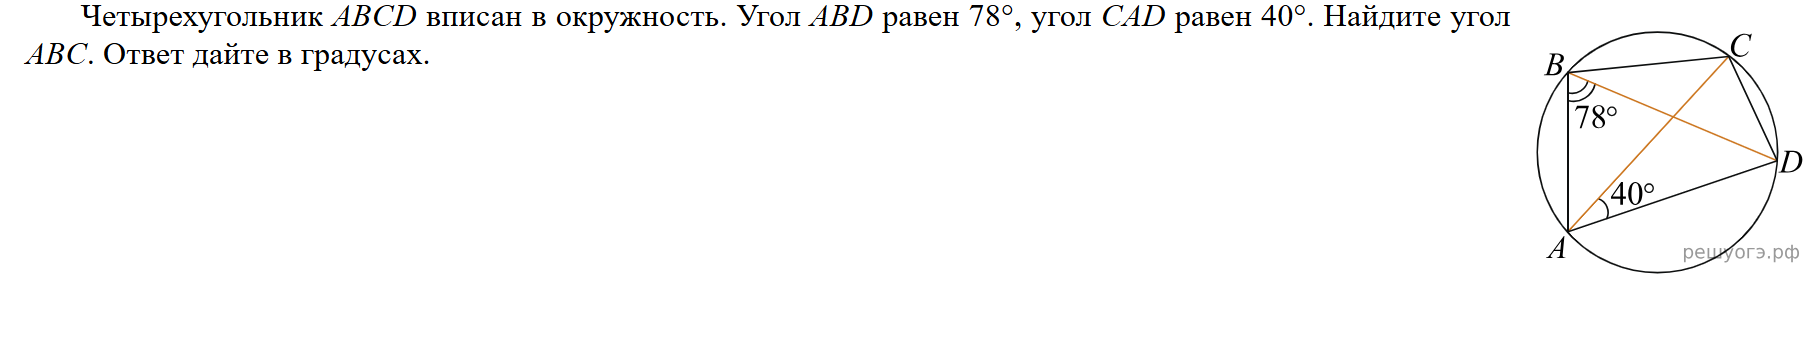 Четырехугольник ABCD вписан в окружность. Угол ABD равен 78°, угол CAD равен 40°. Найдите угол
ABC. Ответ дайте в градусах.
C
B
78°
D
40°
A
решуогэ.рф